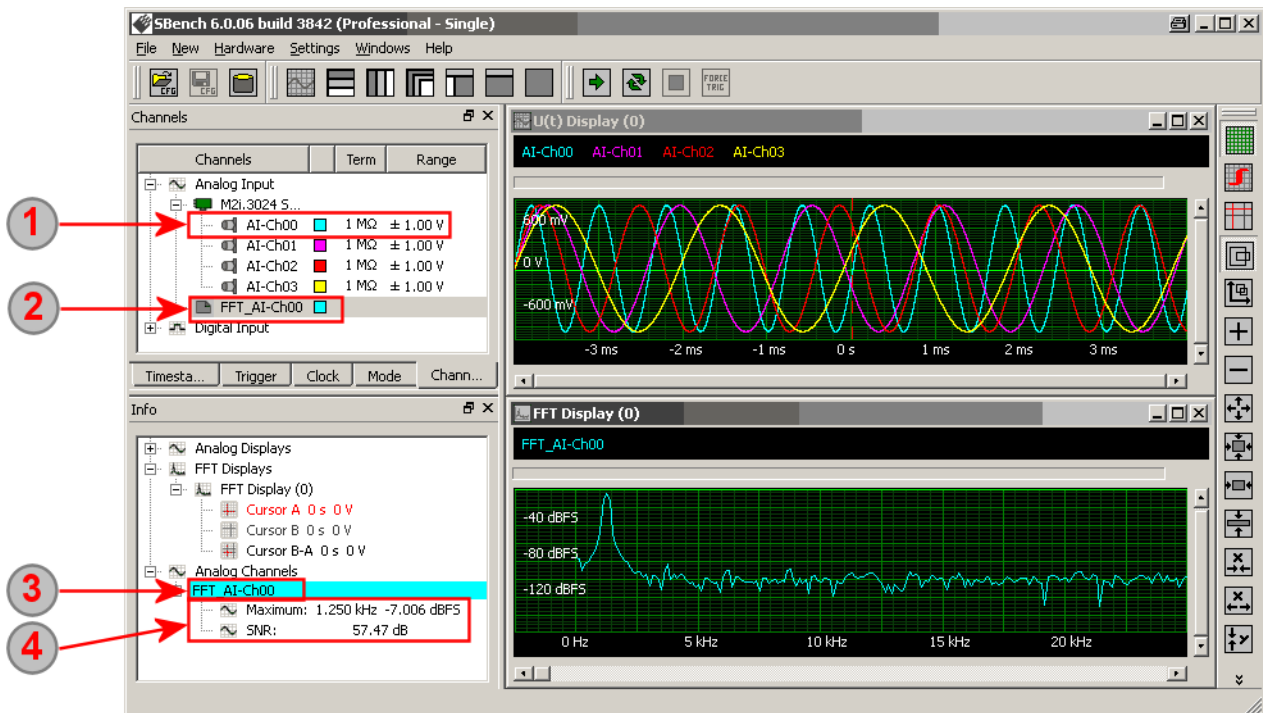 SBench 6.0.06 build 3842 (Professional - Single)
File New Hardware Settings Windows Help
CFG CFG FORCE TRIG
Channels
Channels Term Range
Analog Input
M2i.3024 S...
1
AI-Ch00 1 MΩ ± 1.00 V
AI-Ch01 1 MΩ ± 1.00 V
AI-Ch02 1 MΩ ± 1.00 V
AI-Ch03 1 MΩ ± 1.00 V
2
FFT_AI-Ch00
Digital Input
Timesta... Trigger Clock Mode Chann...
Info
Analog Displays
FFT Displays
FFT Display (0)
Cursor A 0 s 0 V
Cursor B 0 s 0 V
Cursor B-A 0 s 0 V
Analog Channels
3
FFT_AI-Ch00
Maximum: 1.250 kHz -7.006 dBFS
4
SNR: 57.47 dB
U(t) Display (0)
AI-Ch00 AI-Ch01 AI-Ch02 AI-Ch03
600 mV
0 V
-600 mV
-3 ms -2 ms -1 ms 0 s 1 ms 2 ms 3 ms
FFT Display (0)
FFT_AI-Ch00
-40 dBFS
-80 dBFS
-120 dBFS
0 Hz 5 kHz 10 kHz 15 kHz 20 kHz